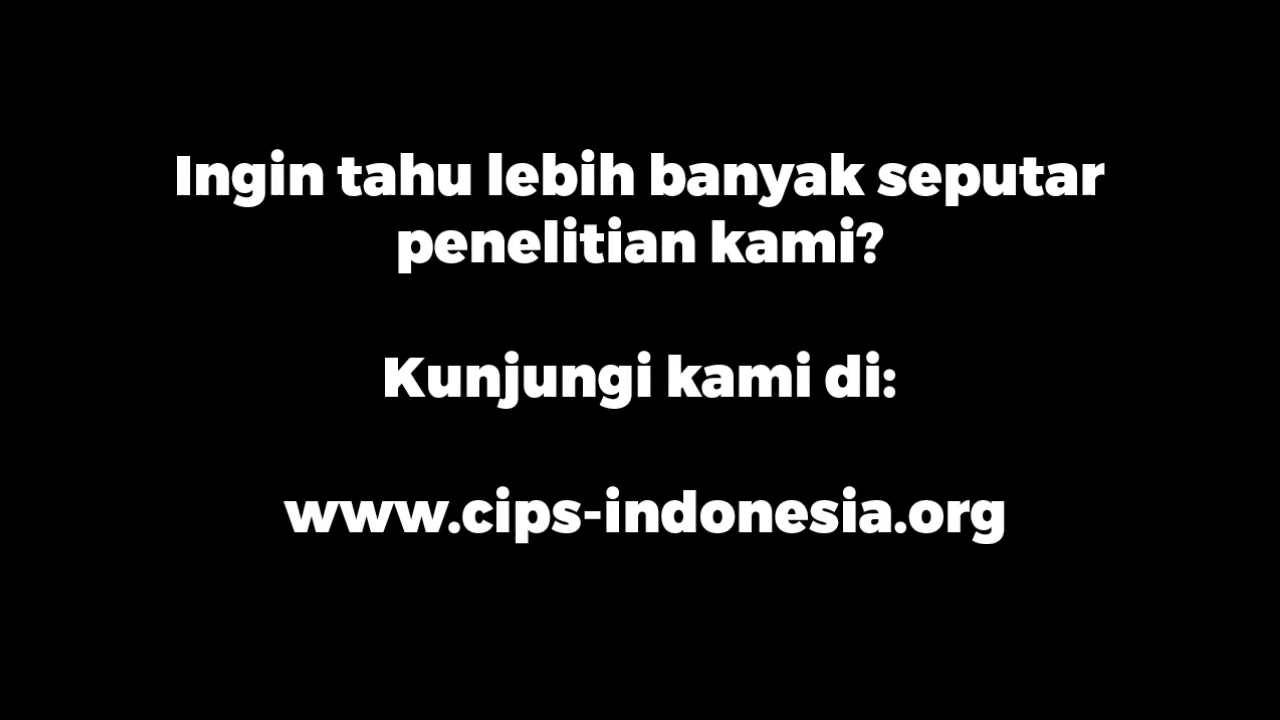 Ingin tahu lebih banyak seputar
penelitian kami?
Kunjungi kami di:
www.cips-indonesia.org